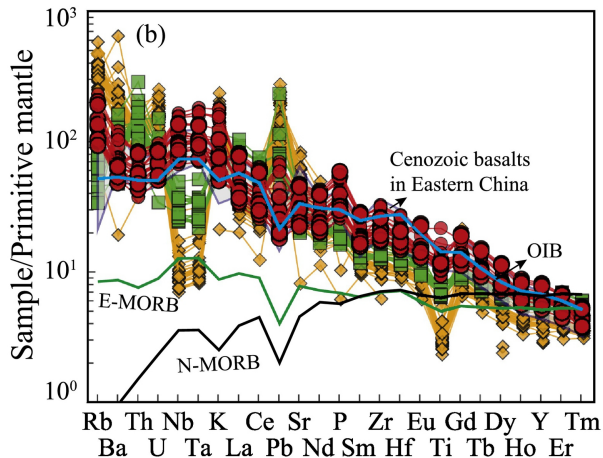 10³
(b)
10²
10¹
10⁰
Sample/Primitive mantle
Cenozoic basalts
in Eastern China
OIB
E-MORB
N-MORB
Rb Th Nb K Ce Sr P Zr Eu Gd Dy Y Tm
Ba U Ta La Pb Nd Sm Hf Ti Tb Ho Er